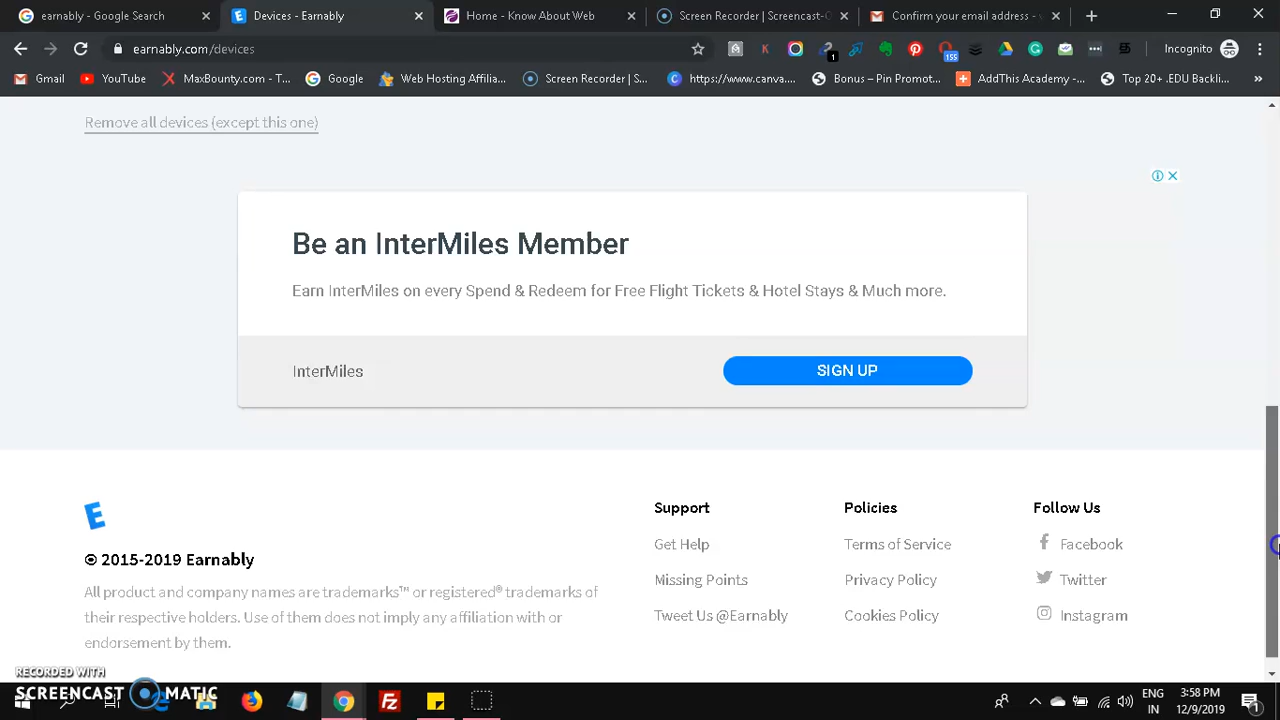 earnably - Google Search
Devices - Earnably
Home - Know About Web
Screen Recorder | Screencast-O
Confirm your email address - v
earnably.com/devices
155
1
Incognito
Gmail
YouTube
MaxBounty.com - T...
Google
Web Hosting Affilia...
Screen Recorder | S...
https://www.canva....
Bonus – Pin Promot...
AddThis Academy -...
Top 20+ .EDU Backli...
Remove all devices (except this one)
Be an InterMiles Member
Earn InterMiles on every Spend & Redeem for Free Flight Tickets & Hotel Stays & Much more.
InterMiles
SIGN UP
E
© 2015-2019 Earnably
All product and company names are trademarks™ or registered® trademarks of
their respective holders. Use of them does not imply any affiliation with or
endorsement by them.
Support
Get Help
Missing Points
Tweet Us @Earnably
Policies
Terms of Service
Privacy Policy
Cookies Policy
Follow Us
Facebook
Twitter
Instagram
RECORDED WITH
SCREENCAST MATIC
ENG
IN
3:58 PM
12/9/2019
1